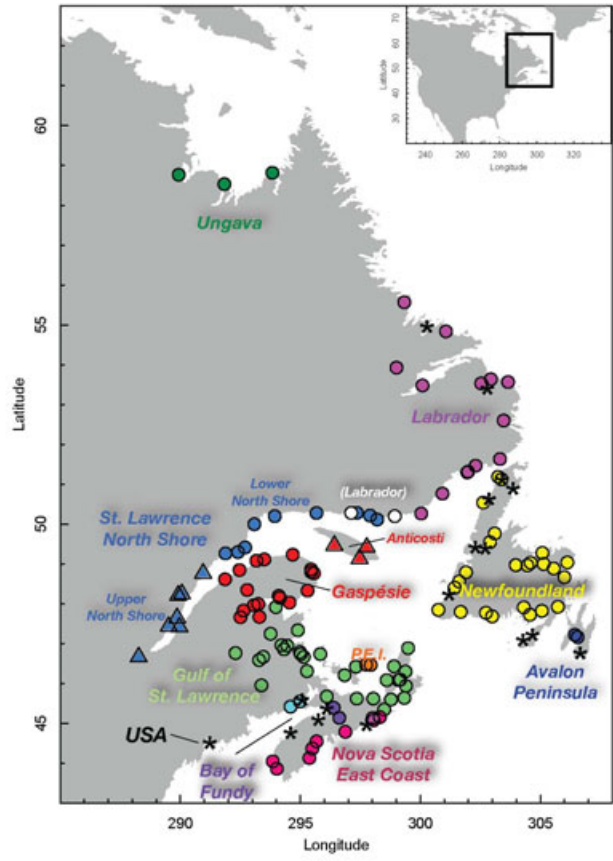 70
60
50
40
30
Latitude
240
260
280
300
320
Longitude
60
Ungava
55
Latitude
Labrador
Lower
North Shore
(Labrador)
50
St. Lawrence
North Shore
Anticosti
Gaspésie
Newfoundland
Upper
North Shore
P.E.I.
Gulf of
St. Lawrence
Avalon
Peninsula
45
USA
Bay of
Fundy
Nova Scotia
East Coast
290
295
300
305
Longitude